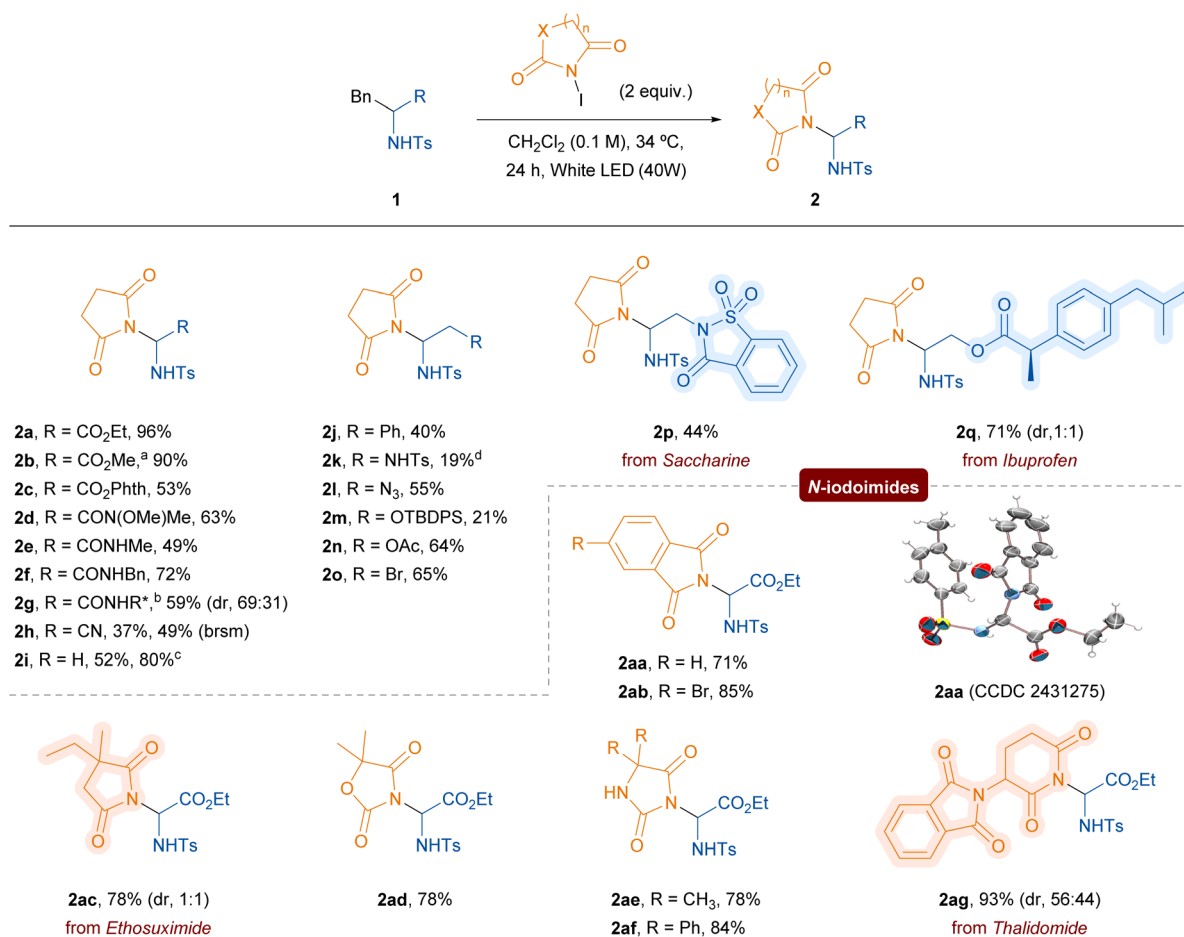 X
( )n
O
O
N
I
(2 equiv.)
Bn
R
NHTs
CH2Cl2 (0.1 M), 34 ºC,
24 h, White LED (40W)
( )n
O
X
N
R
O
NHTs
1
2
O
N
R
O
NHTs
2a, R = CO2Et, 96%
2b, R = CO2Me,a 90%
2c, R = CO2Phth, 53%
2d, R = CON(OMe)Me, 63%
2e, R = CONHMe, 49%
2f, R = CONHBn, 72%
2g, R = CONHR*,b 59% (dr, 69:31)
2h, R = CN, 37%, 49% (brsm)
2i, R = H, 52%, 80%c
O
N
R
O
NHTs
2j, R = Ph, 40%
2k, R = NHTs, 19%d
2l, R = N3, 55%
2m, R = OTBDPS, 21%
2n, R = OAc, 64%
2o, R = Br, 65%
O
O
O
S
N
N
O
NHTs
O
2p, 44%
from Saccharine
O
O
N
O
O
NHTs
2q, 71% (dr,1:1)
from Ibuprofen
N-iodoimides
R
O
N
CO2Et
O
NHTs
2aa, R = H, 71%
2ab, R = Br, 85%
2aa (CCDC 2431275)
O
N
CO2Et
O
NHTs
2ac, 78% (dr, 1:1)
from Ethosuximide
O
O
N
CO2Et
O
NHTs
2ad, 78%
R
R
O
HN
N
CO2Et
O
NHTs
2ae, R = CH3, 78%
2af, R = Ph, 84%
O
O
N
N
CO2Et
O
O
NHTs
2ag, 93% (dr, 56:44)
from Thalidomide